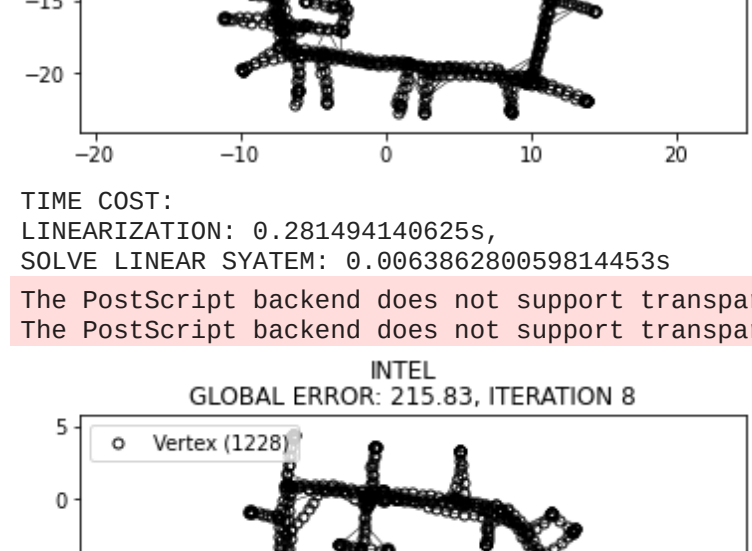 −15
−20
−20 −10 0 10 20
TIME COST:
LINEARIZATION: 0.281494140625s,
SOLVE LINEAR SYATEM: 0.006386280059814453s
The PostScript backend does not support
The PostScript backend does not support
INTEL
GLOBAL ERROR: 215.83, ITERATION 8
5
Vertex (1228)
0